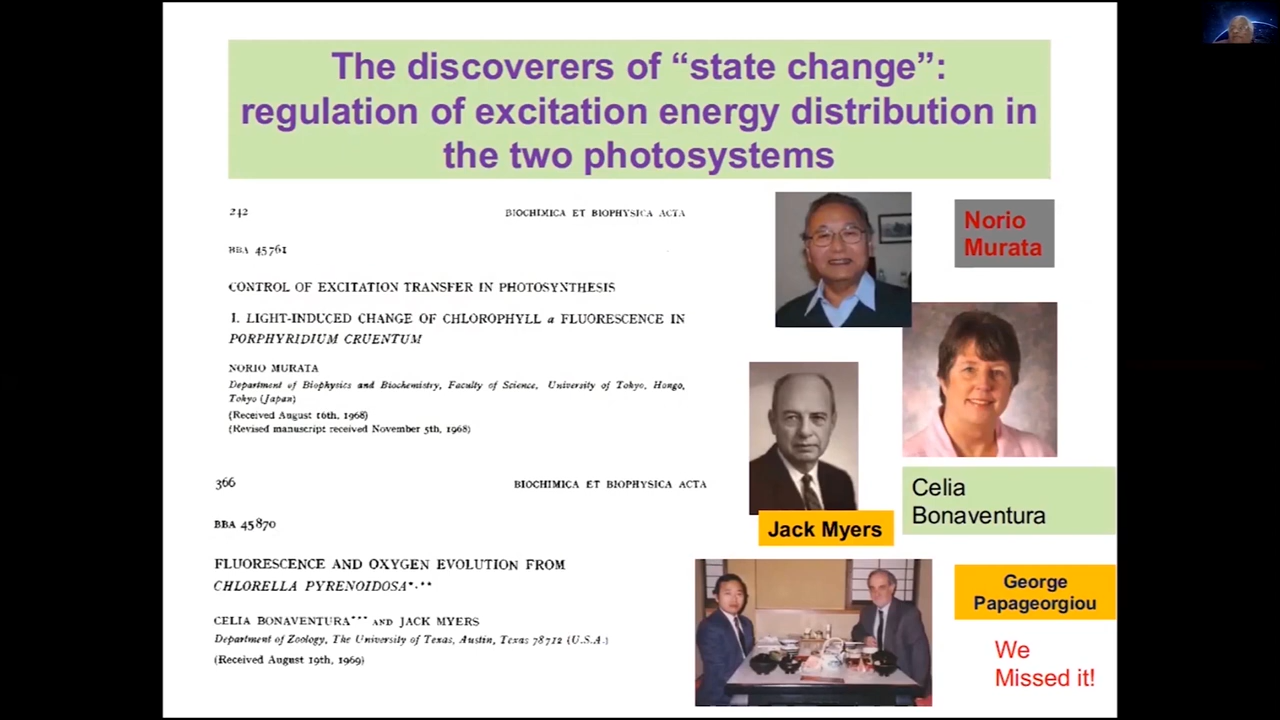 The discoverers of “state change”:
regulation of excitation energy distribution in
the two photosystems
242
BIOCHIMICA ET BIOPHYSICA ACTA
BBA 45761
CONTROL OF EXCITATION TRANSFER IN PHOTOSYNTHESIS
I. LIGHT-INDUCED CHANGE OF CHLOROPHYLL a FLUORESCENCE IN
PORPHYRIDIUM CRUENTUM
NORIO MURATA
Department of Biophysics and Biochemistry, Faculty of Science, University of Tokyo, Hongo,
Tokyo (Japan)
(Received August 16th, 1968)
(Revised manuscript received November 5th, 1968)
366
BIOCHIMICA ET BIOPHYSICA ACTA
BBA 45870
FLUORESCENCE AND OXYGEN EVOLUTION FROM
CHLORELLA PYRENOIDOSA*,**
CELIA BONAVENTURA*** AND JACK MYERS
Department of Zoology, The University of Texas, Austin, Texas 78712 (U.S.A.)
(Received August 19th, 1969)
Norio
Murata
Celia
Bonaventura
Jack Myers
George
Papageorgiou
We
Missed it!